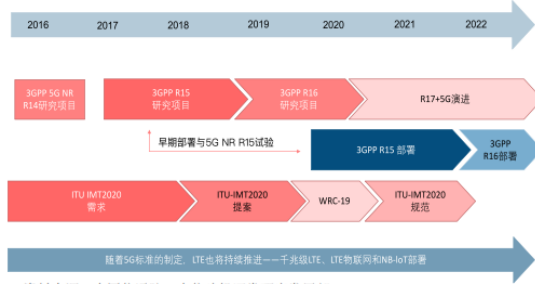 2016 2017 2018 2019 2020 2021 2022
3GPP 5G NR
R14研究项目
3GPP R15
研究项目
3GPP R16
研究项目
R17+5G演进
早期部署与5G NR R15试验
3GPP R15 部署
3GPP
R16部署
ITU IMT2020
需求
ITU-IMT2020
提案
WRC-19
ITU-IMT2020
规范
随着5G标准的制定，LTE也将持续推进——千兆级LTE、LTE物联网和NB-IoT部署